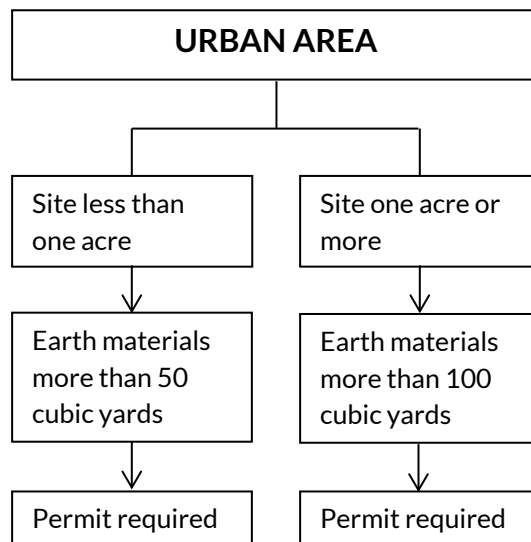 URBAN AREA
Site less than
one acre
Site one acre or
more
Earth materials
more than 50
cubic yards
Earth materials
more than 100
cubic yards
Permit required
Permit required